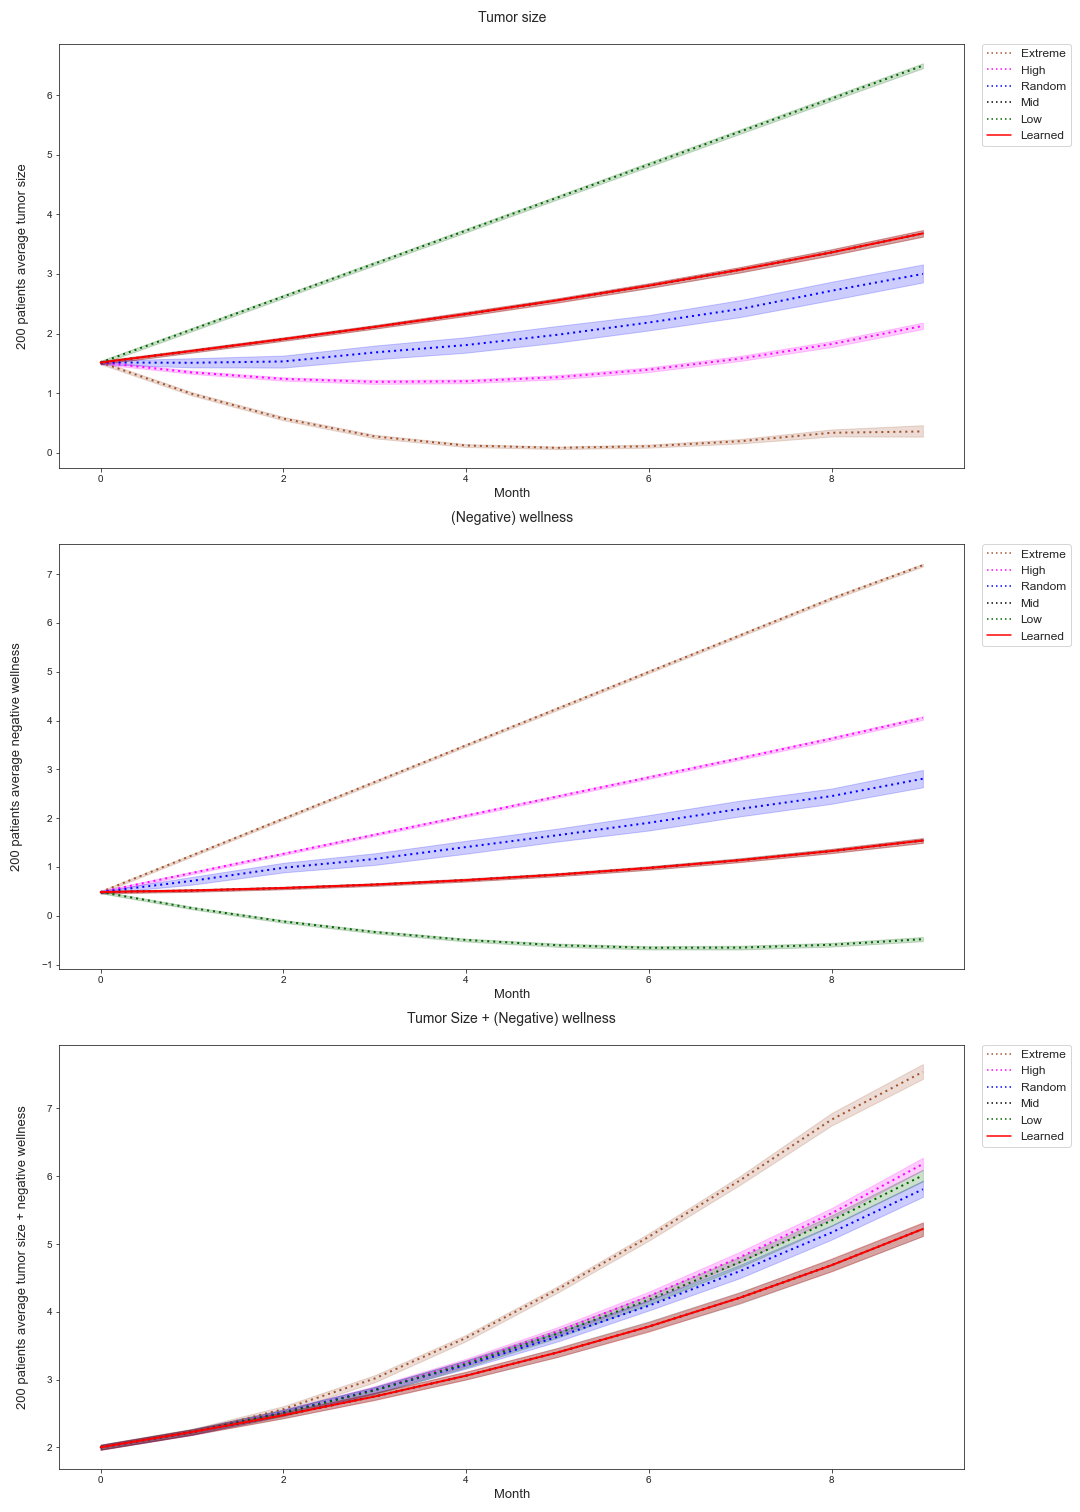 Tumor size
200 patients average tumor size
6
5
4
3
2
1
0
0 2 4 6 8
Month
Extreme
High
Random
Mid
Low
Learned
(Negative) wellness
200 patients average negative wellness
7
6
5
4
3
2
1
0
−1
0 2 4 6 8
Month
Extreme
High
Random
Mid
Low
Learned
Tumor Size + (Negative) wellness
200 patients average tumor size + negative wellness
7
6
5
4
3
2
0 2 4 6 8
Month
Extreme
High
Random
Mid
Low
Learned